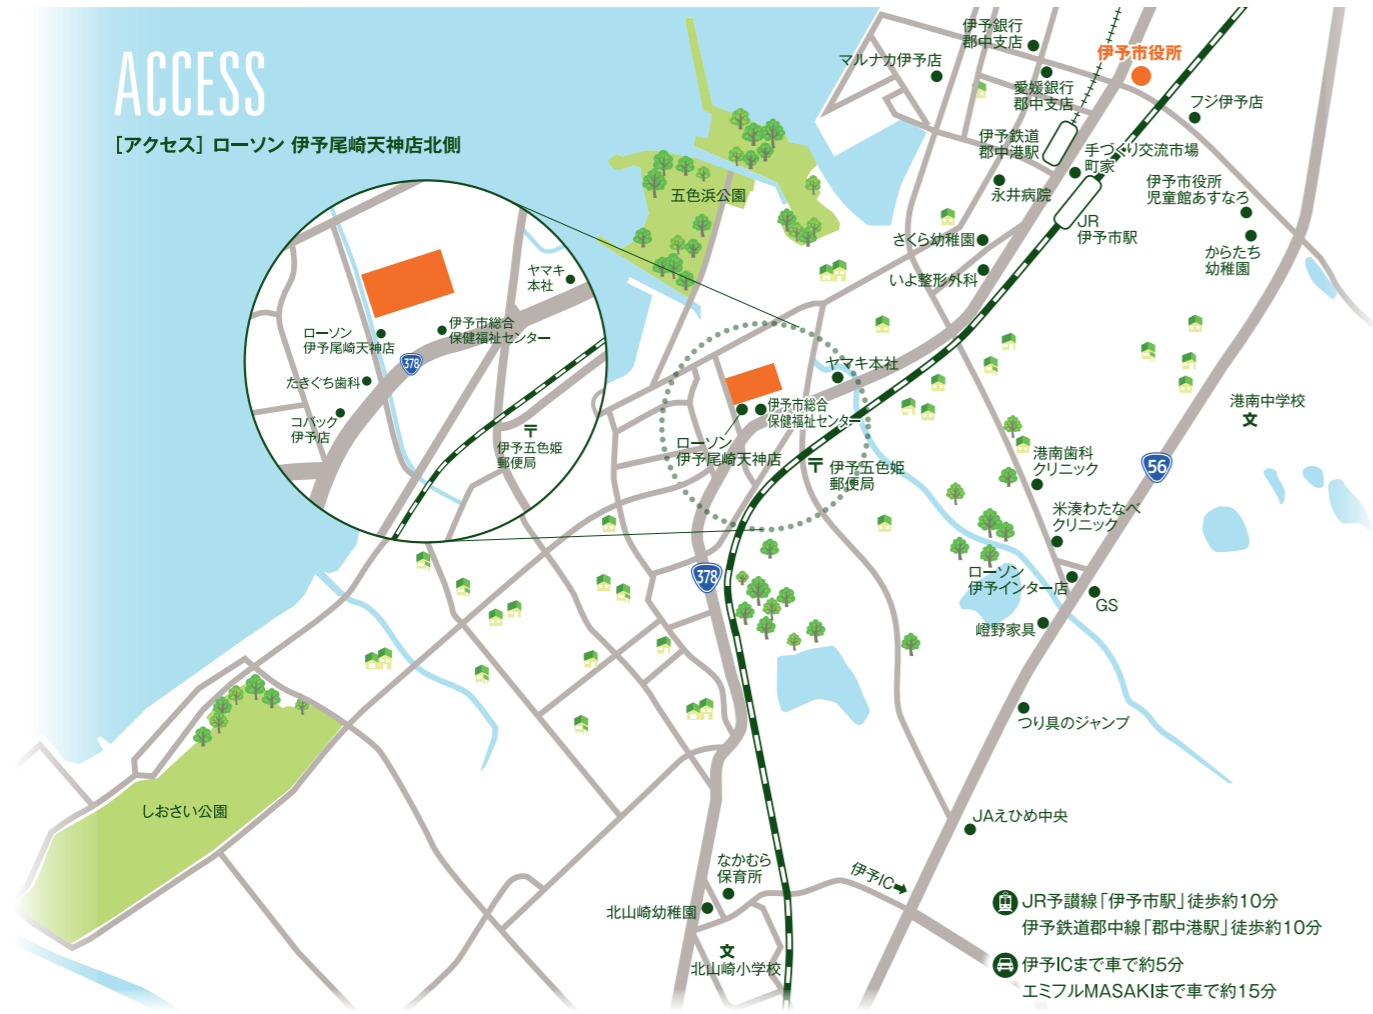 ACCESS
[アクセス] ローソン 伊予尾崎天神店北側
伊予銀行
郡中支店
伊予市役所
マルナカ伊予店
愛媛銀行
郡中支店
フジ伊予店
伊予鉄道
郡中港駅
手づくり交流市場
町家
永井病院
伊予市役所
児童館あすなろ
JR
伊予市駅
からたち
幼稚園
さくら幼稚園
いよ整形外科
五色浜公園
ヤマキ
本社
ローソン
伊予尾崎天神店
伊予市総合
保健福祉センター
378
たきぐち歯科
コバック
伊予店
〒
伊予五色姫
郵便局
ヤマキ本社
伊予市総合
保健福祉センター
ローソン
伊予尾崎天神店
〒
伊予五色姫
郵便局
港南中学校
文
港南歯科
クリニック
56
米湊わたなべ
クリニック
ローソン
伊予インター店
GS
嶝野家具
378
つり具のジャンプ
しおさい公園
JAえひめ中央
なかむら
保育所
伊予IC
北山崎幼稚園
文
北山崎小学校
JR予讃線「伊予市駅」徒歩約10分
伊予鉄道郡中線「郡中港駅」徒歩約10分
伊予ICまで車で約5分
エミフルMASAKIまで車で約15分